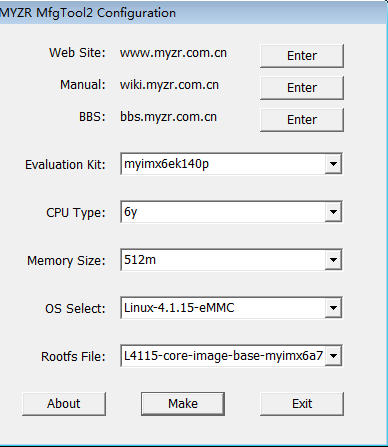 MYZR MfgTool2 Configuration
Web Site: www.myzr.com.cn Enter
Manual: wiki.myzr.com.cn Enter
BBS: bbs.myzr.com.cn Enter
Evaluation Kit: myimx6ek140p
CPU Type: 6y
Memory Size: 512m
OS Select: Linux-4.1.15-eMMC
Rootfs File: L4115-core-image-base-myimx6a7
About Make Exit